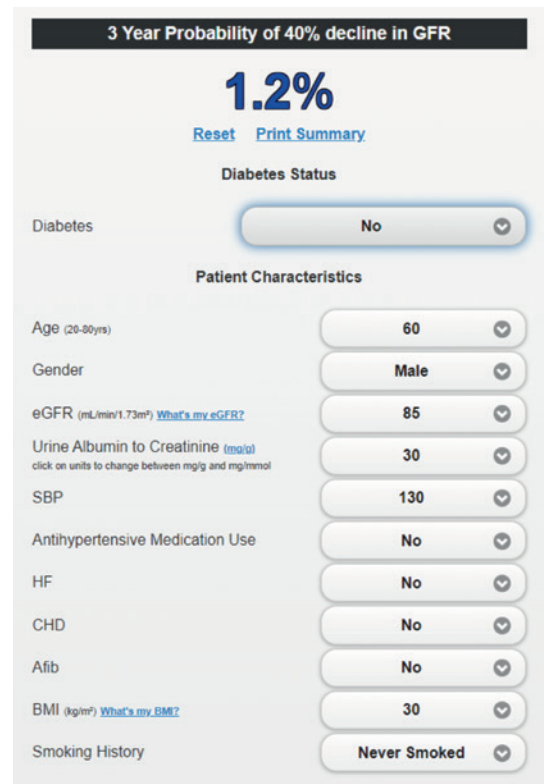 3 Year Probability of 40% decline in GFR
1.2%
Reset Print Summary
Diabetes Status
Diabetes No
Patient Characteristics
Age (20-80yrs) 60
Gender Male
eGFR (mL/min/1.73m²) What's my eGFR? 85
Urine Albumin to Creatinine (mg/g) 30
click on units to change between mg/g and mg/mmol
SBP 130
Antihypertensive Medication Use No
HF No
CHD No
Afib No
BMI (kg/m²) What's my BMI? 30
Smoking History Never Smoked